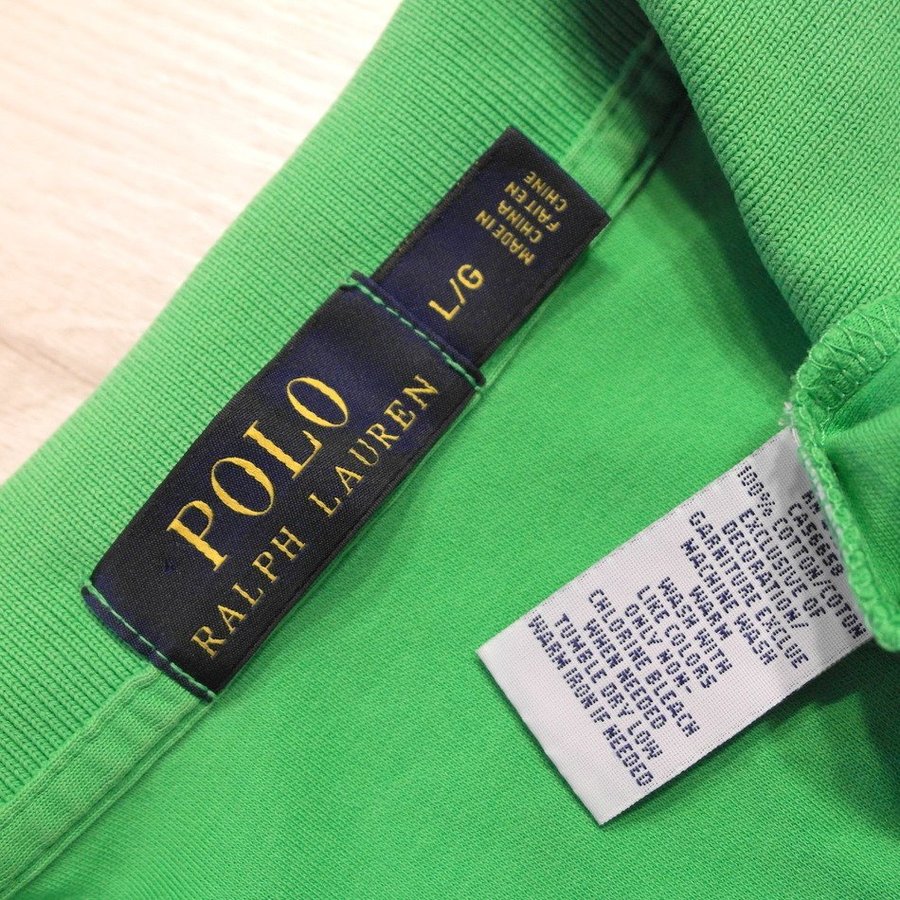 POLO
RALPH LAUREN
L/G
MADE IN
CHINA
FAIT EN
CHINE
100% COTTON/COTON
EXCLUSIVE OF
DECORATION/
GARNITURE EXCLUE
MACHINE WASH
WARM
WASH WITH
LIKE COLORS
ONLY NON-
CHLORINE BLEACH
WHEN NEEDED
TUMBLE DRY LOW
WARM IRON IF NEEDED